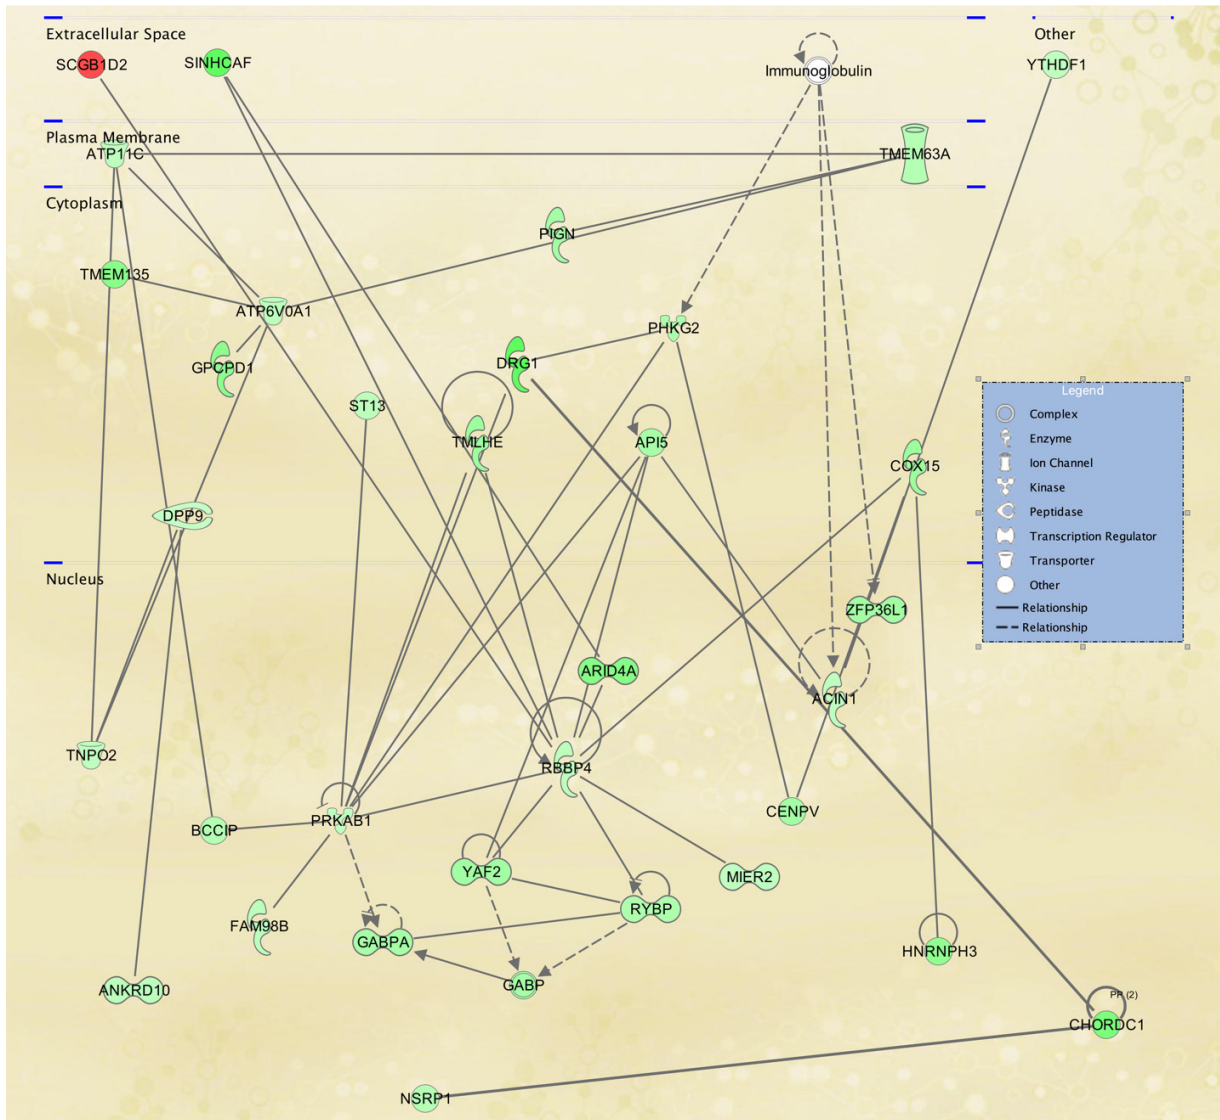 Extracellular Space
Other
SCGB1D2
SINHCAF
Immunoglobulin
YTHDF1
Plasma Membrane
ATP11C
TMEM63A
Cytoplasm
PIGN
TMEM135
ATP6V0A1
PHKG2
GPCPD1
DRG1
ST13
TMLHE
API5
COX15
DPP9
Legend
Complex
Enzyme
Ion Channel
Kinase
Peptidase
Transcription Regulator
Transporter
Other
Relationship
Relationship
Nucleus
ZFP36L1
ARID4A
ACIN1
TNPO2
RBBP4
CENPV
BCCIP
PRKAB1
YAF2
MIER2
RYBP
FAM98B
GABPA
HNRNPH3
GABP
ANKRD10
PP (2)
CHORDC1
NSRP1